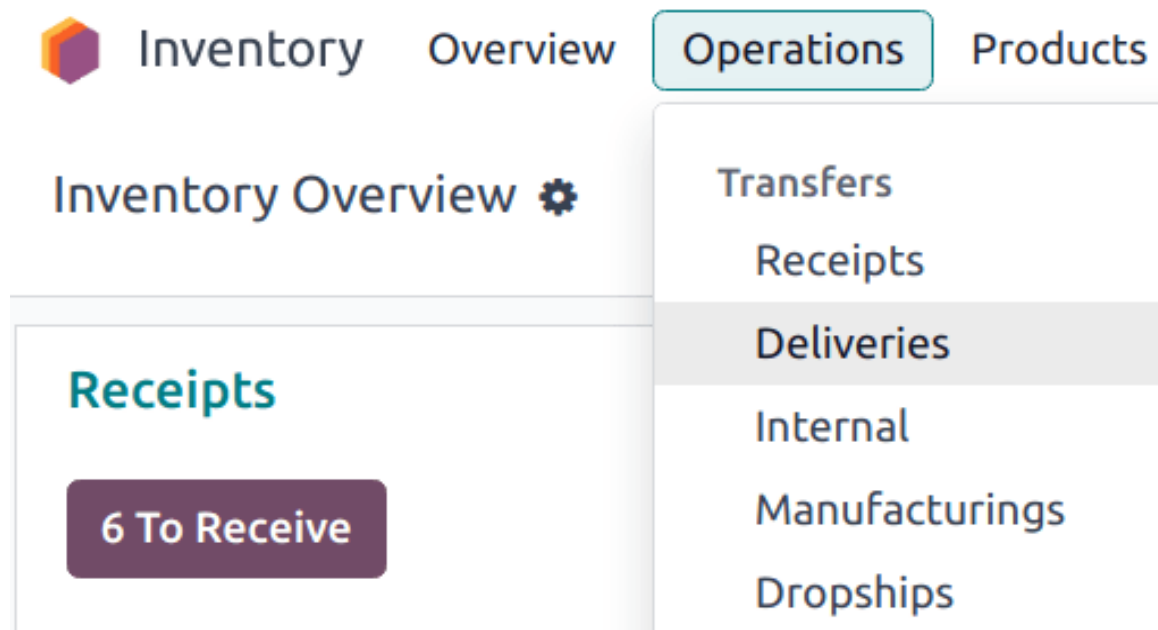 Inventory Overview Operations Products
Inventory Overview
Transfers
Receipts
Deliveries
Internal
Manufacturings
Dropships
Receipts
6 To Receive